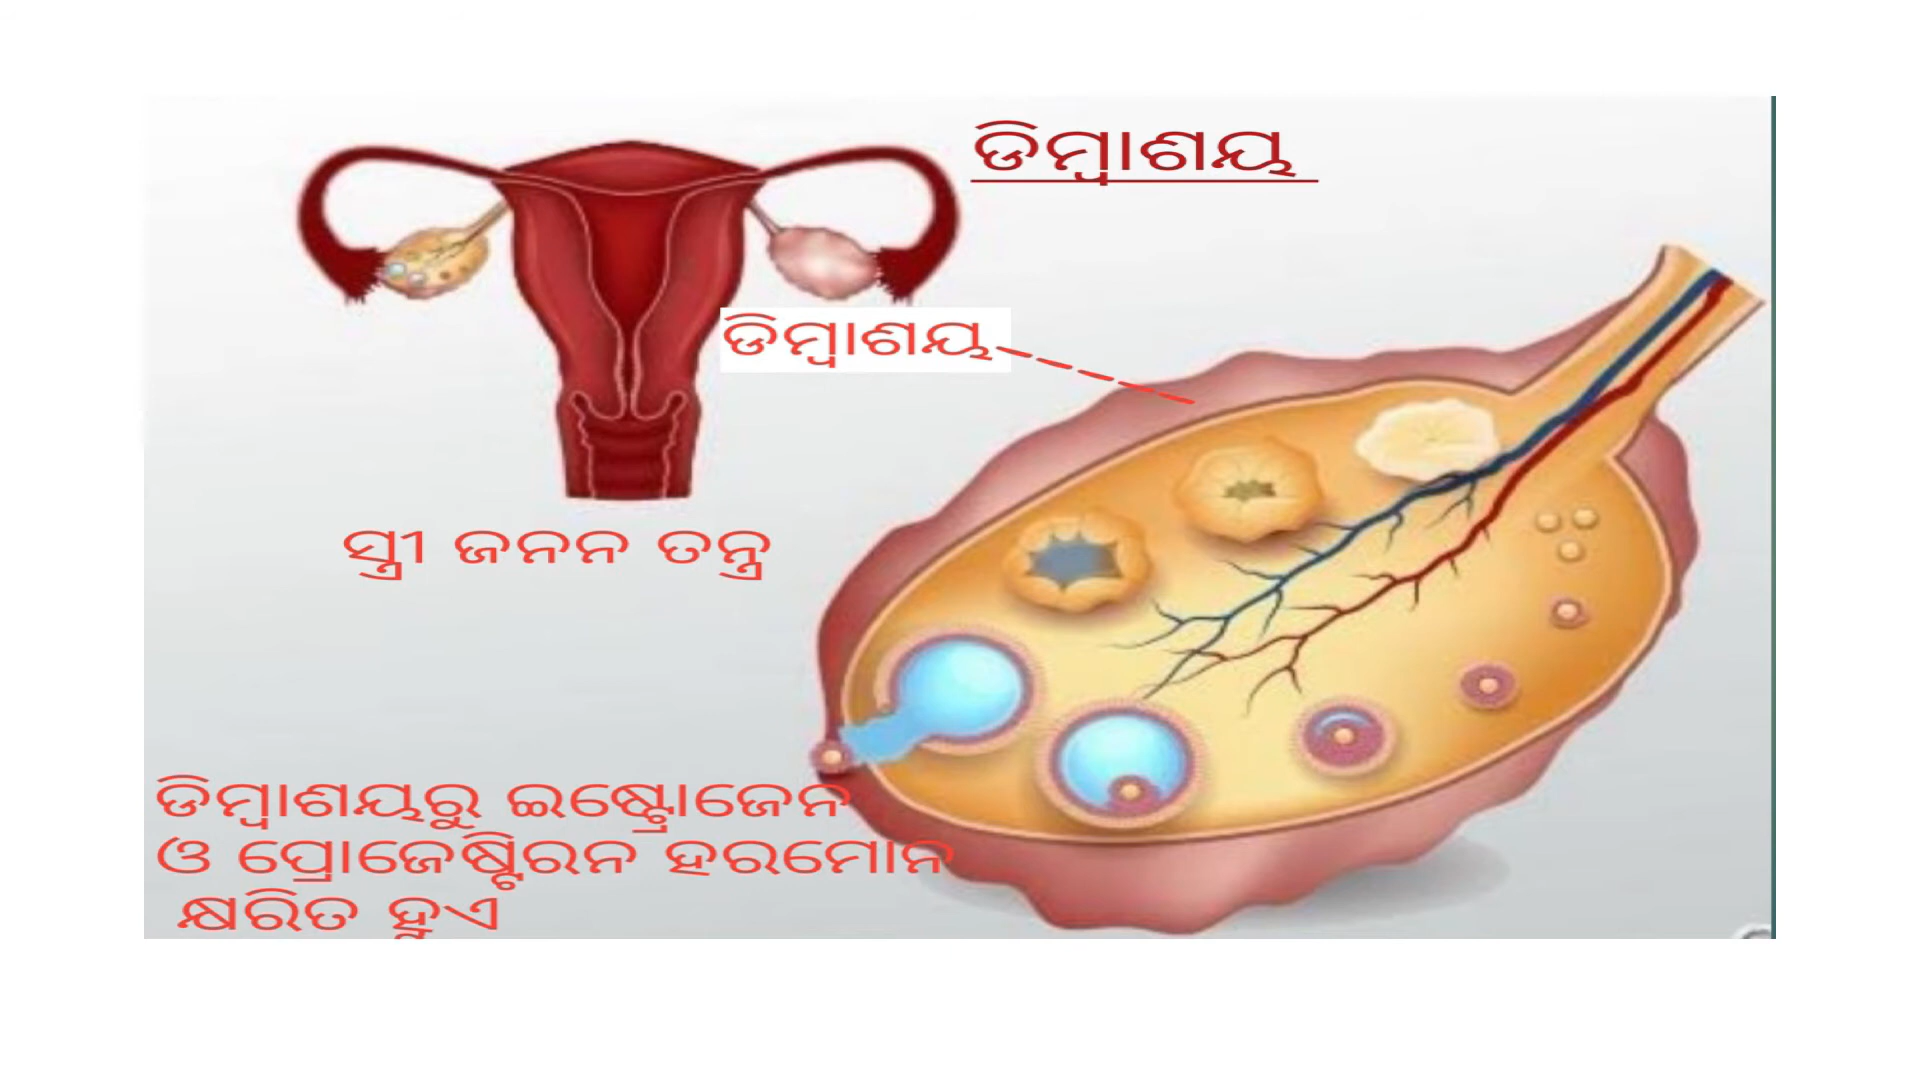 ଡିମ୍ବାଶୟ
ଡିମ୍ବାଶୟ
ସ୍ତ୍ରୀ ଜନନ ତନ୍ତ୍ର
ଡିମ୍ବାଶୟରୁ ଇଷ୍ଟ୍ରୋଜେନ
ଓ ପ୍ରୋଜେଷ୍ଟିରନ ହରମୋନ
କ୍ଷରିତ ହୁଏ